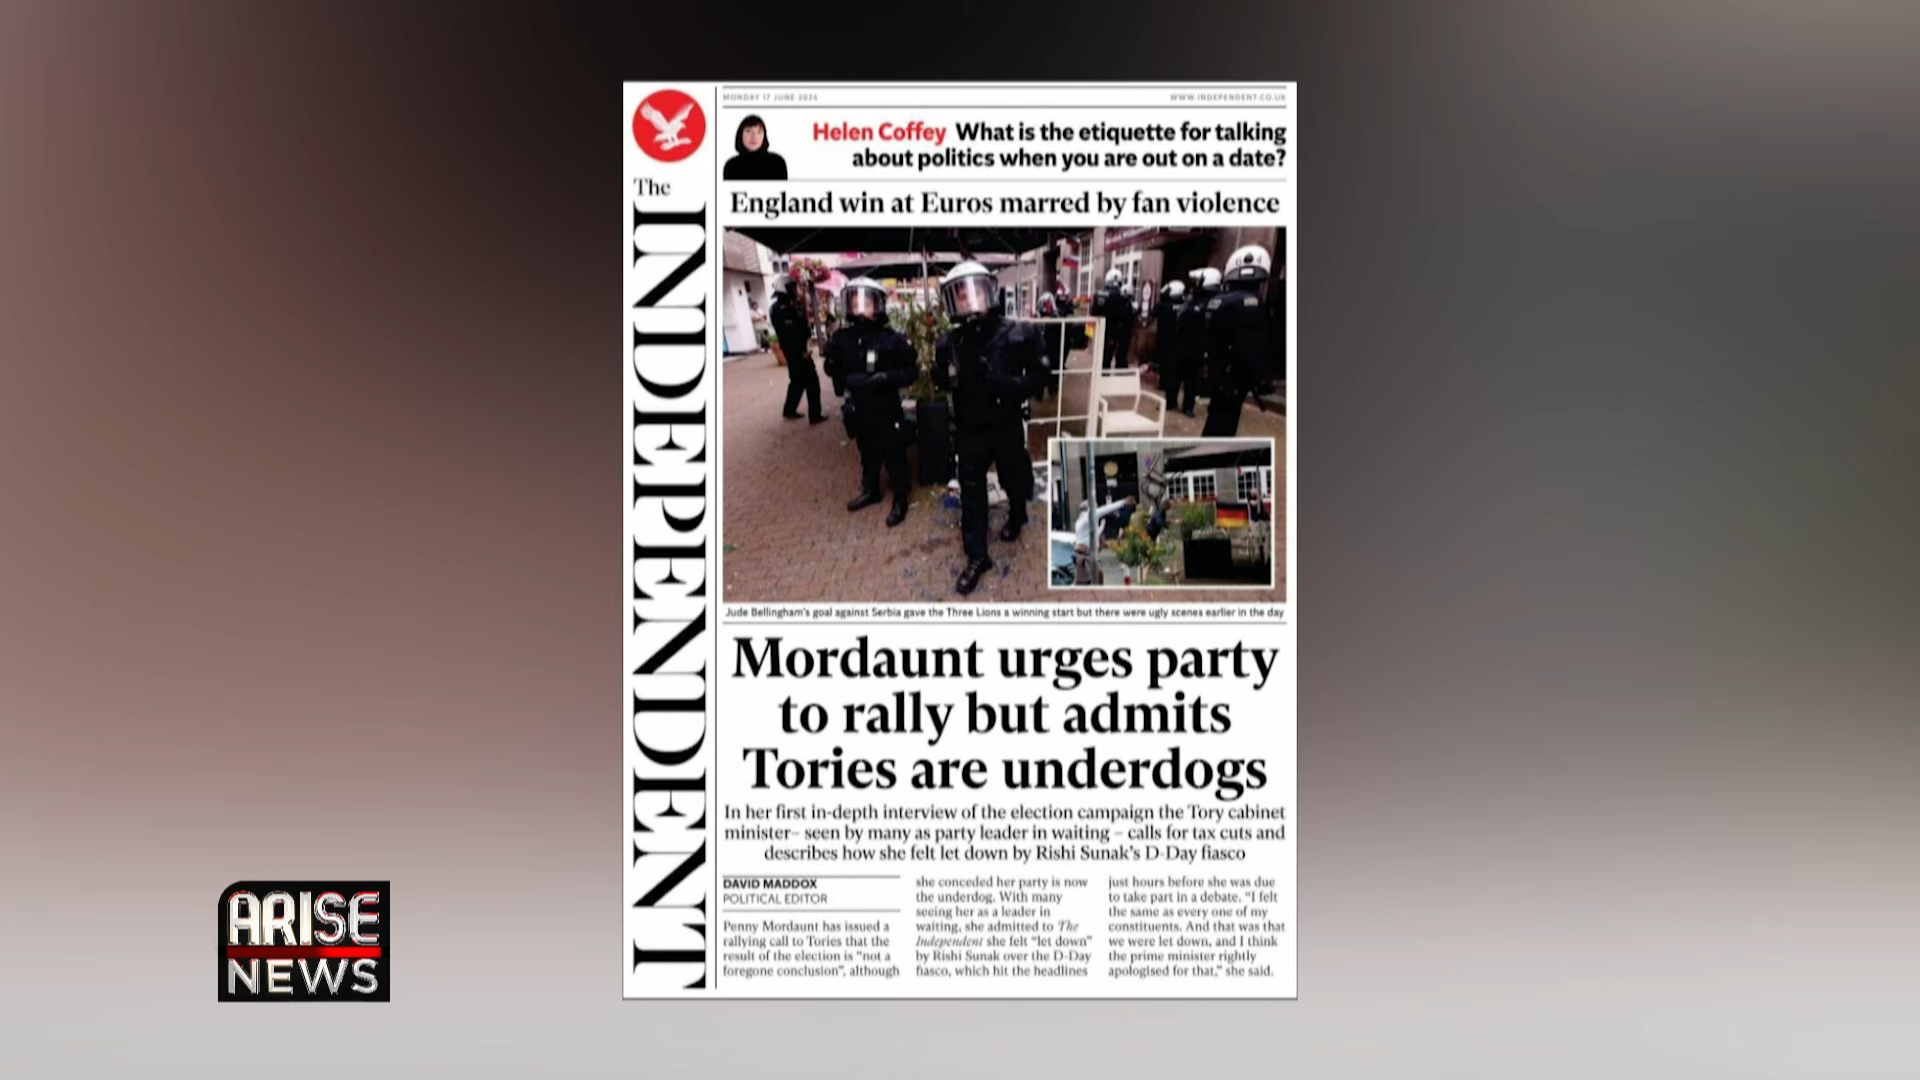 MONDAY 17 JUNE 2024
WWW.INDEPENDENT.CO.UK
Helen Coffey What is the etiquette for talking
about politics when you are out on a date?
The
INDEPENDENT
England win at Euros marred by fan violence
Jude Bellingham's goal against Serbia gave the Three Lions a winning start but there were ugly scenes earlier in the day
Mordaunt urges party
to rally but admits
Tories are underdogs
In her first in-depth interview of the election campaign the Tory cabinet
minister– seen by many as party leader in waiting – calls for tax cuts and
describes how she felt let down by Rishi Sunak's D-Day fiasco
DAVID MADDOX
POLITICAL EDITOR
Penny Mordaunt has issued a
rallying call to Tories that the
result of the election is "not a
foregone conclusion", although
she conceded her party is now
the underdog. With many
seeing her as a leader in
waiting, she admitted to The
Independent she felt "let down"
by Rishi Sunak over the D-Day
fiasco, which hit the headlines
just hours before she was due
to take part in a debate. "I felt
the same as every one of my
constituents. And that was that
we were let down, and I think
the prime minister rightly
apologised for that," she said.
ARISE
NEWS